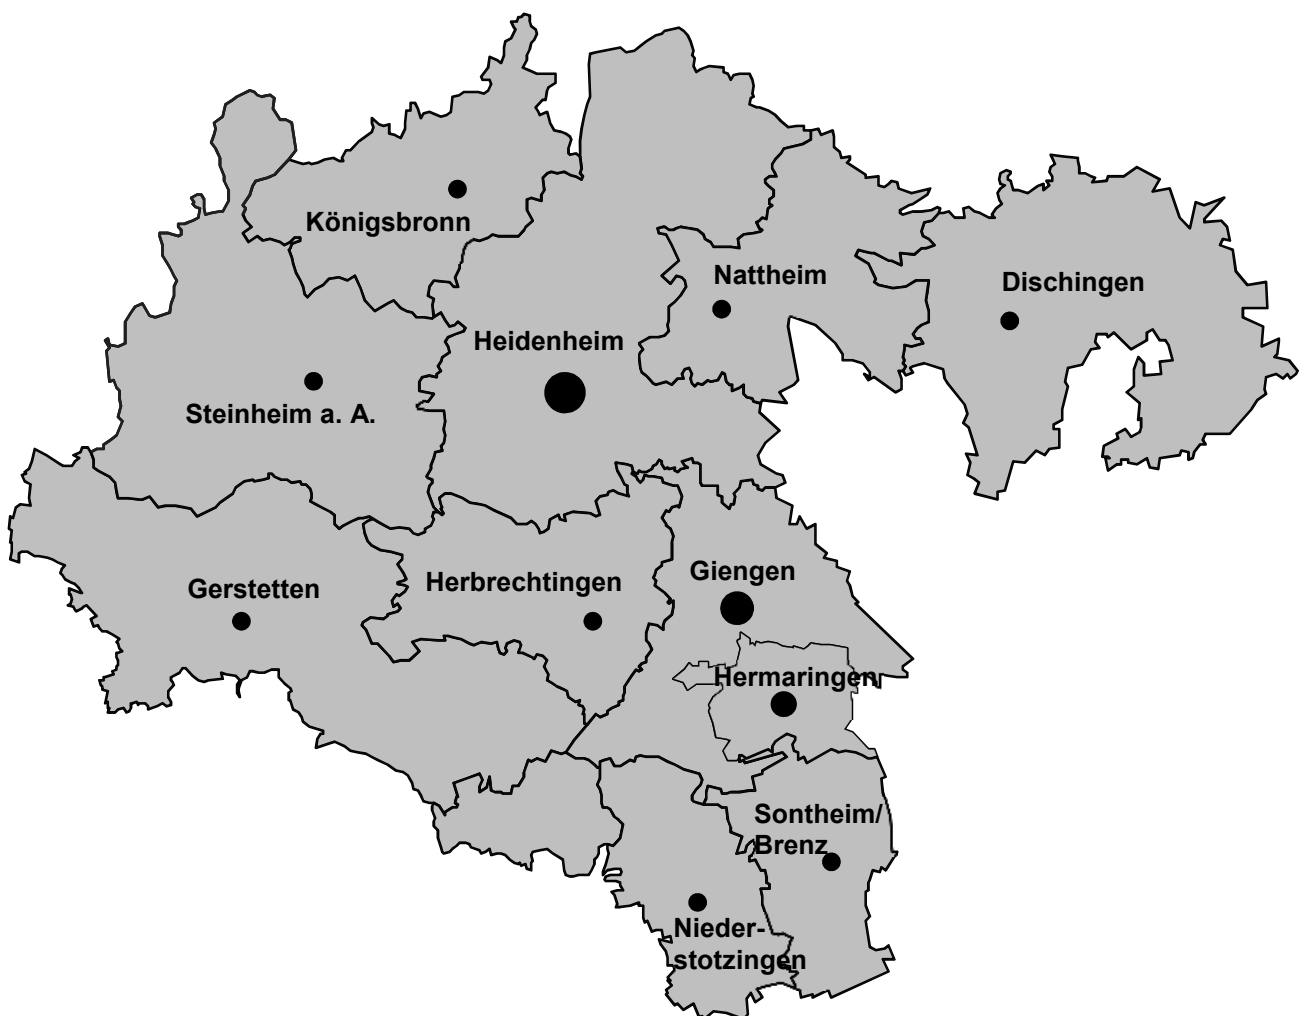 Königsbronn
Nattheim
Dischingen
Heidenheim
Steinheim a. A.
Giengen
Herbrechtingen
Gerstetten
Hermaringen
Sontheim/
Brenz
Nieder-
stotzingen